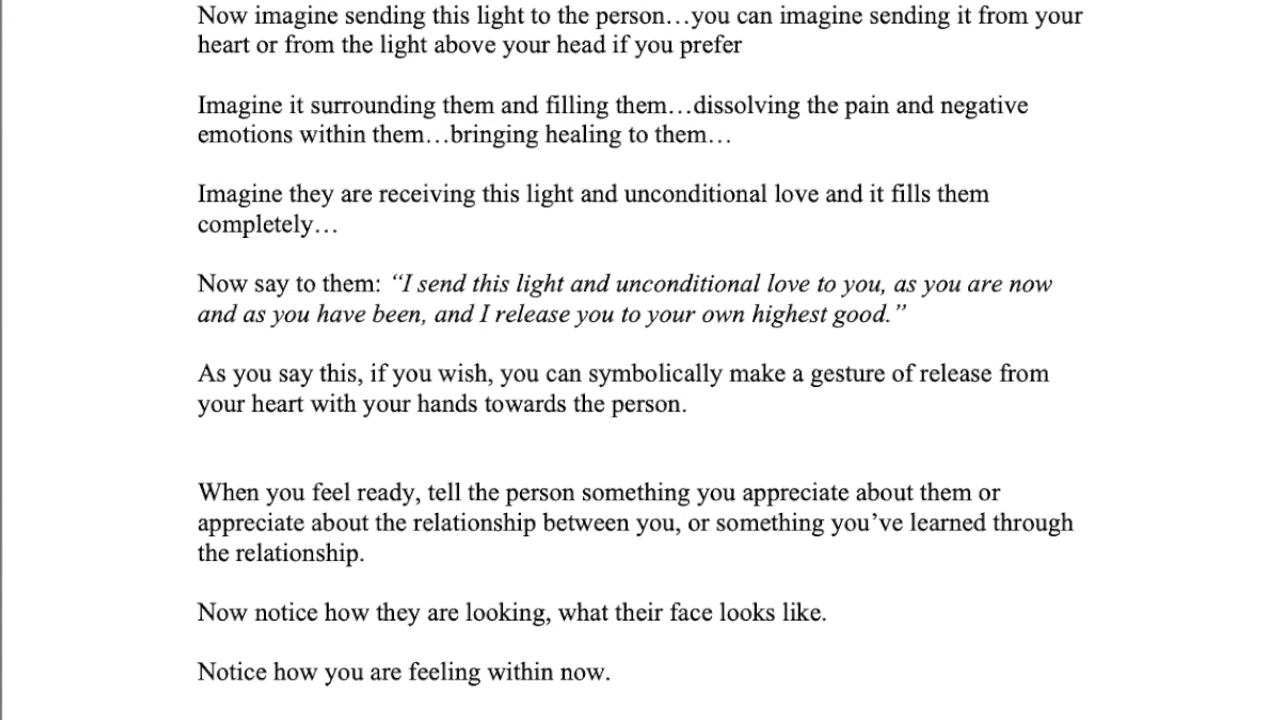 Now imagine sending this light to the person…you can imagine sending it from your
heart or from the light above your head if you prefer
Imagine it surrounding them and filling them…dissolving the pain and negative
emotions within them…bringing healing to them…
Imagine they are receiving this light and unconditional love and it fills them
completely…
Now say to them: “I send this light and unconditional love to you, as you are now
and as you have been, and I release you to your own highest good.”
As you say this, if you wish, you can symbolically make a gesture of release from
your heart with your hands towards the person.
When you feel ready, tell the person something you appreciate about them or
appreciate about the relationship between you, or something you’ve learned through
the relationship.
Now notice how they are looking, what their face looks like.
Notice how you are feeling within now.